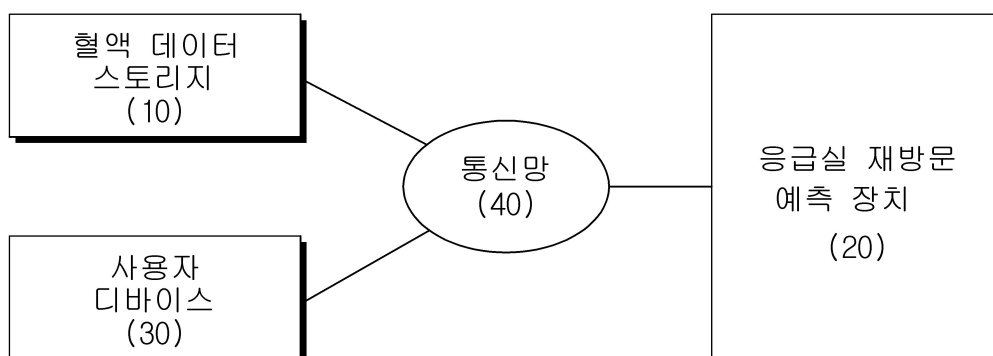 혈액 데이터
스토리지
(10)
통신망
(40)
응급실 재방문
예측 장치
(20)
사용자
디바이스
(30)